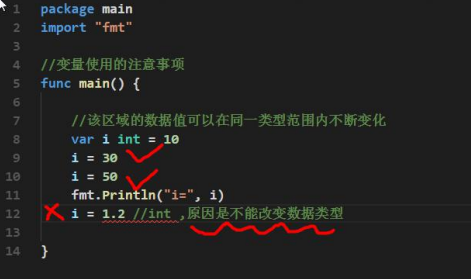 1 package main
2 import "fmt"
3
4 //变量使用的注意事项
5 func main() {
6
7 //该区域的数据值可以在同一类型范围内不断变化
8 var i int = 10
9 i = 30
10 i = 50
11 fmt.Println("i=", i)
12 i = 1.2 //int ,原因是不能改变数据类型
13
14 }